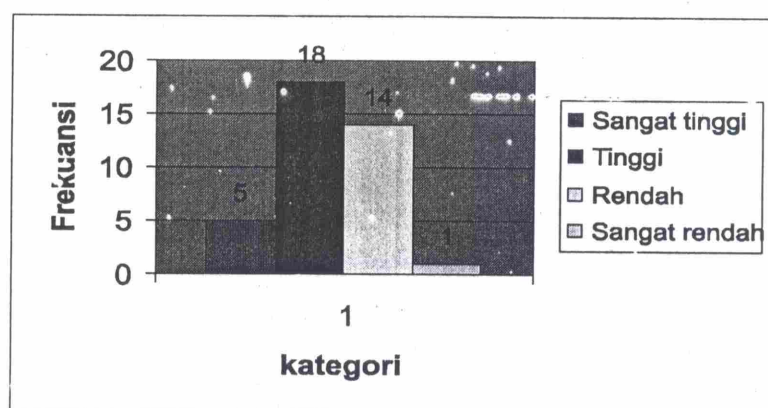 18
20
15
10
5
0
14
5
1
Frekuansi
1
kategori
Sangat tinggi
Tinggi
Rendah
Sangat rendah